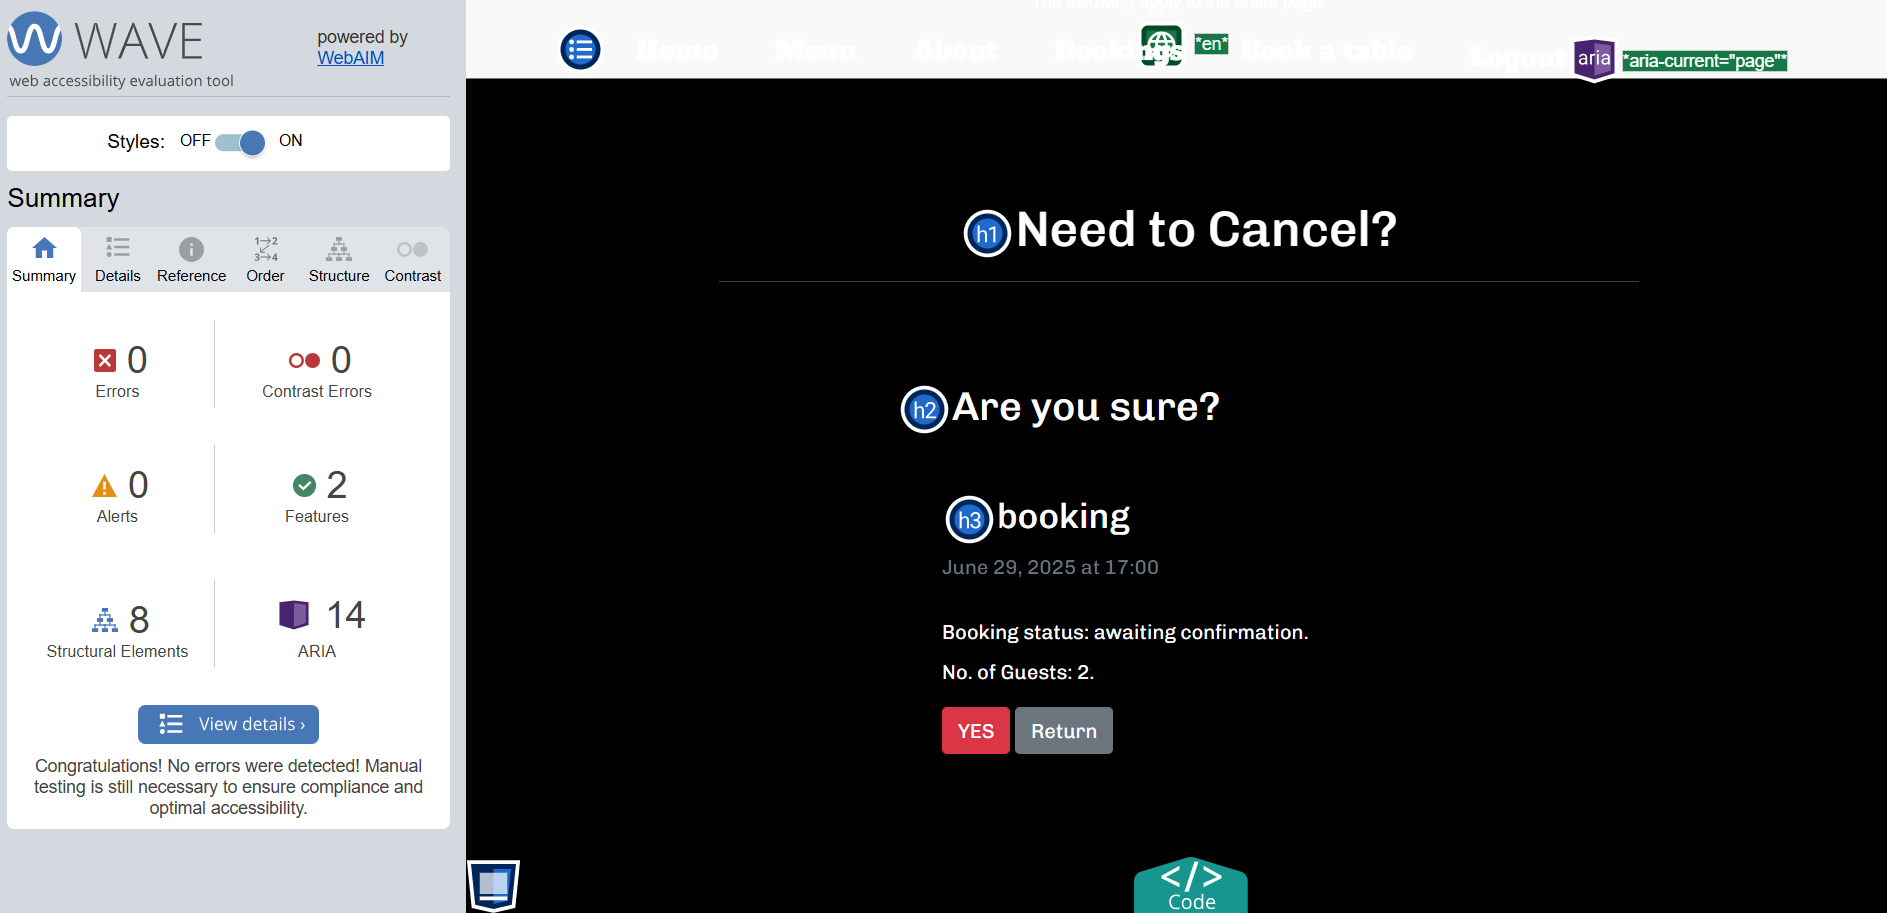 WAVE
powered by
WebAIM
web accessibility evaluation tool
Styles: OFF ON
Summary
Summary Details Reference Order Structure Contrast
1 2
3 4
0
Errors
0
Contrast Errors
0
Alerts
2
Features
8
Structural Elements
14
ARIA
View details ›
Congratulations! No errors were detected! Manual
testing is still necessary to ensure compliance and
optimal accessibility.
The following apply to the entire page:
Home Menu About Bookings *en* Book a table Logout aria *aria-current="page"*
h1 Need to Cancel?
h2 Are you sure?
h3 booking
June 29, 2025 at 17:00
Booking status: awaiting confirmation.
No. of Guests: 2.
YES Return
</>
Code